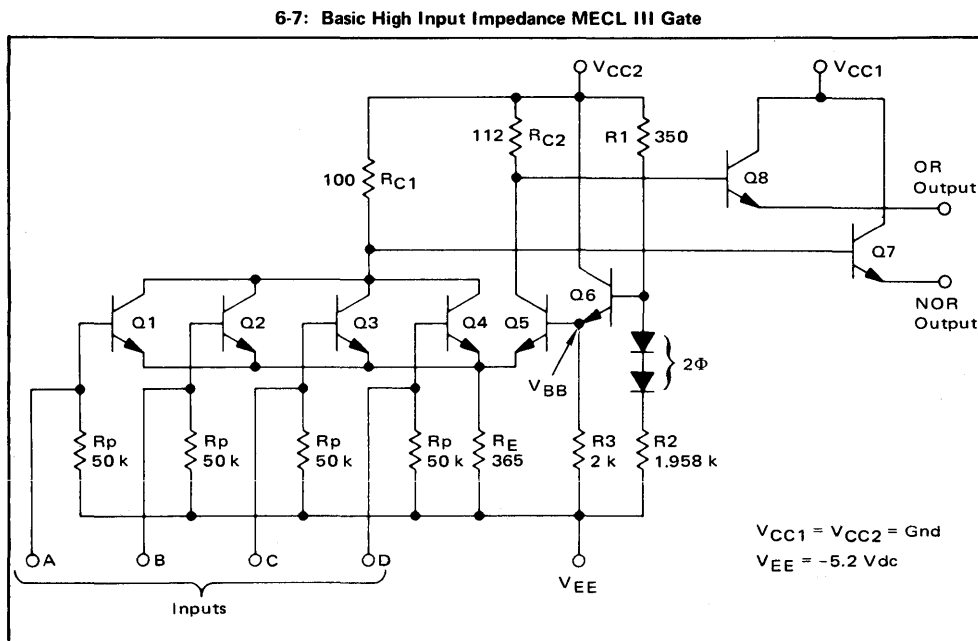 6-7: Basic High Input Impedance MECL III Gate
VCC2
VCC1
112
RC2
R1
350
100
RC1
Q8
OR
Output
Q7
NOR
Output
Q1
Q2
Q3
Q4
Q5
Q6
VBB
2Φ
Rp
50 k
Rp
50 k
Rp
50 k
Rp
50 k
RE
365
R3
2 k
R2
1.958 k
A
B
C
D
VEE
Inputs
VCC1 = VCC2 = Gnd
VEE = -5.2 Vdc